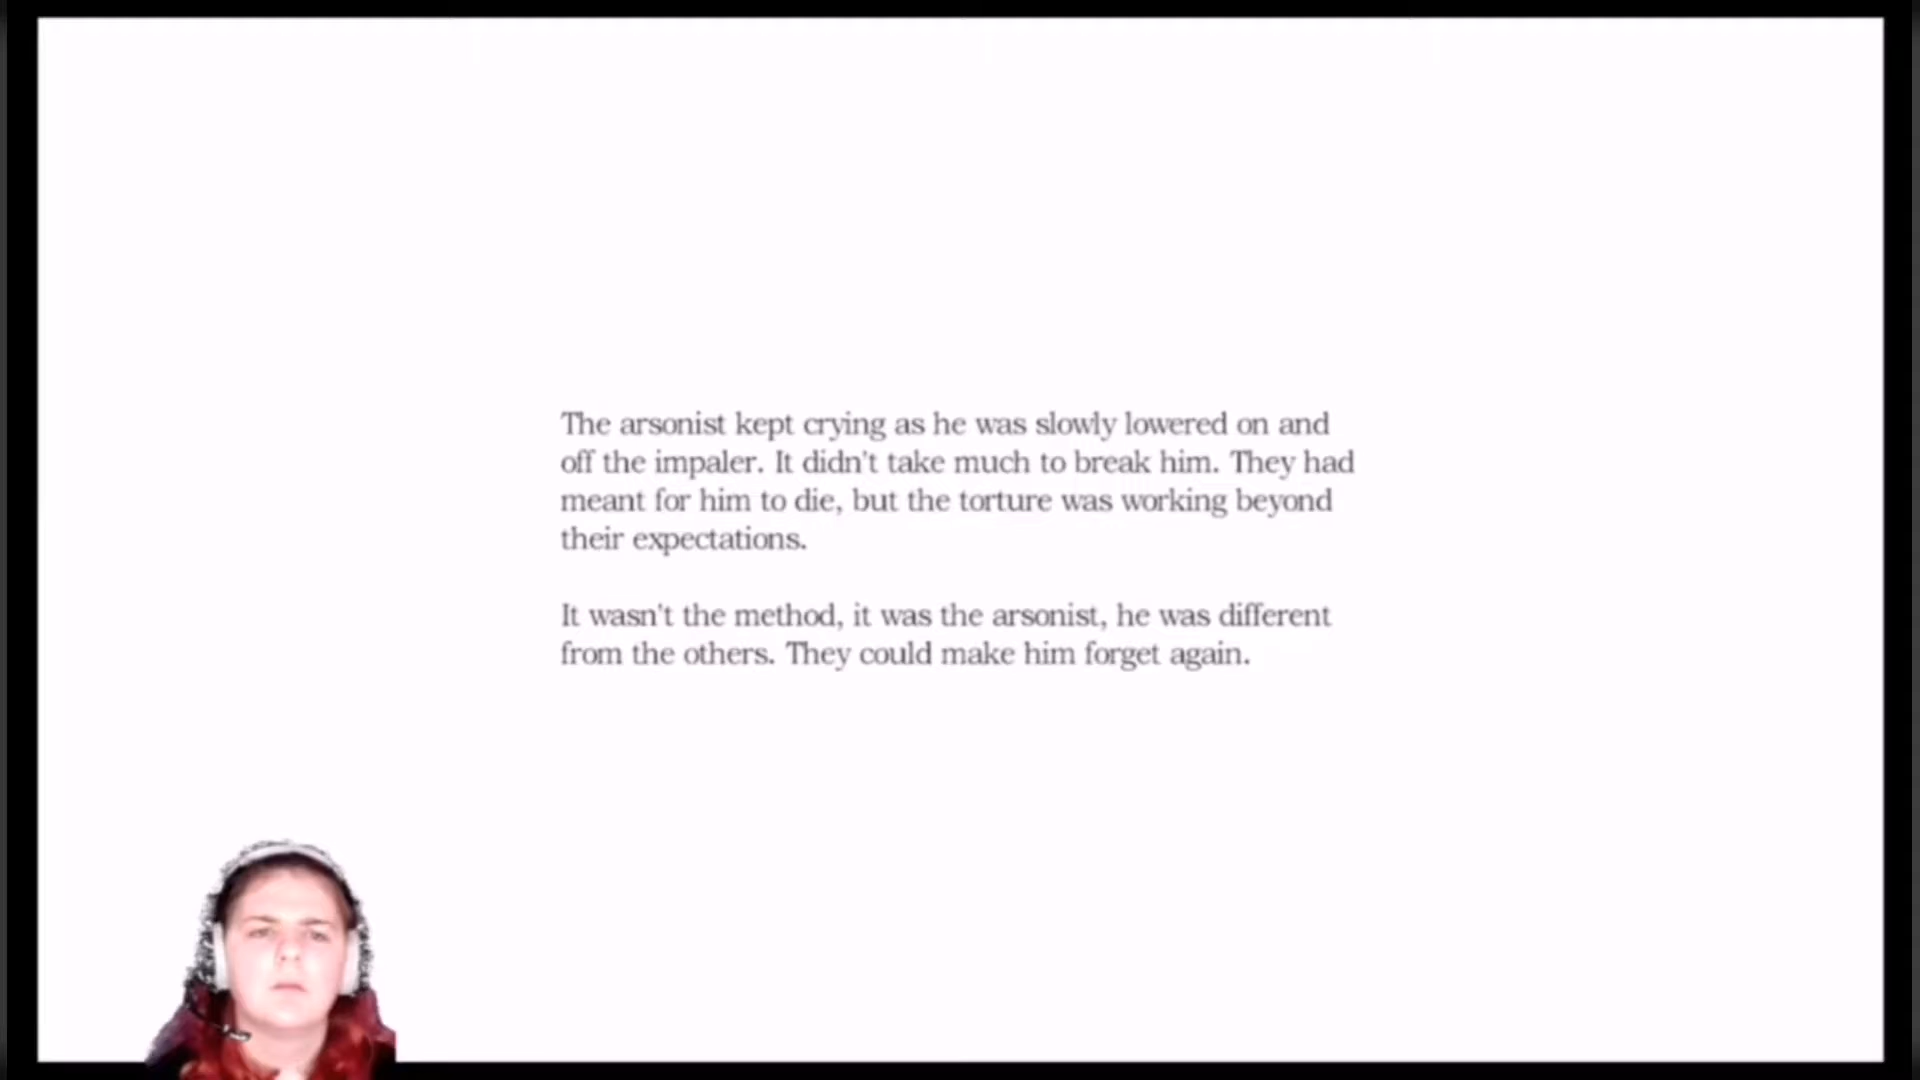 The arsonist kept crying as he was slowly lowered on and
off the impaler. It didn't take much to break him. They had
meant for him to die, but the torture was working beyond
their expectations.
It wasn't the method, it was the arsonist, he was different
from the others. They could make him forget again.